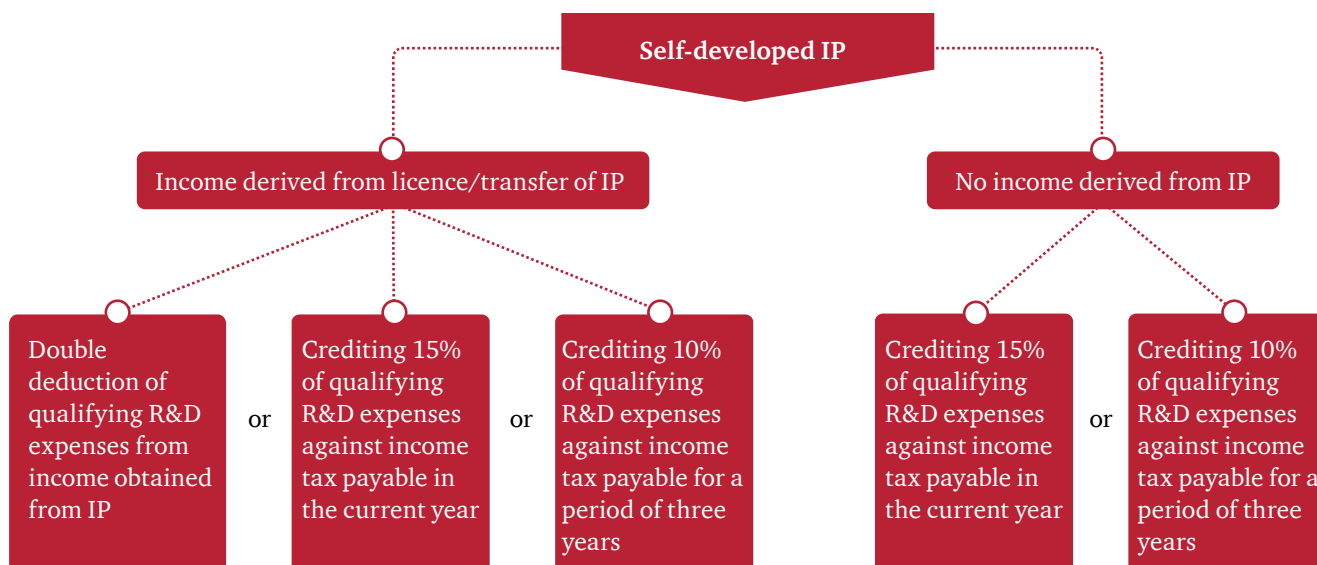 Self-developed IP
Income derived from licence/transfer of IP
No income derived from IP
Double
deduction of
qualifying R&D
expenses from
income obtained
from IP
or
Crediting 15%
of qualifying
R&D expenses
against income
tax payable in
the current year
or
Crediting 10%
of qualifying
R&D expenses
against income
tax payable for a
period of three
years
Crediting 15%
of qualifying
R&D expenses
against income
tax payable in
the current year
or
Crediting 10%
of qualifying
R&D expenses
against income
tax payable for a
period of three
years